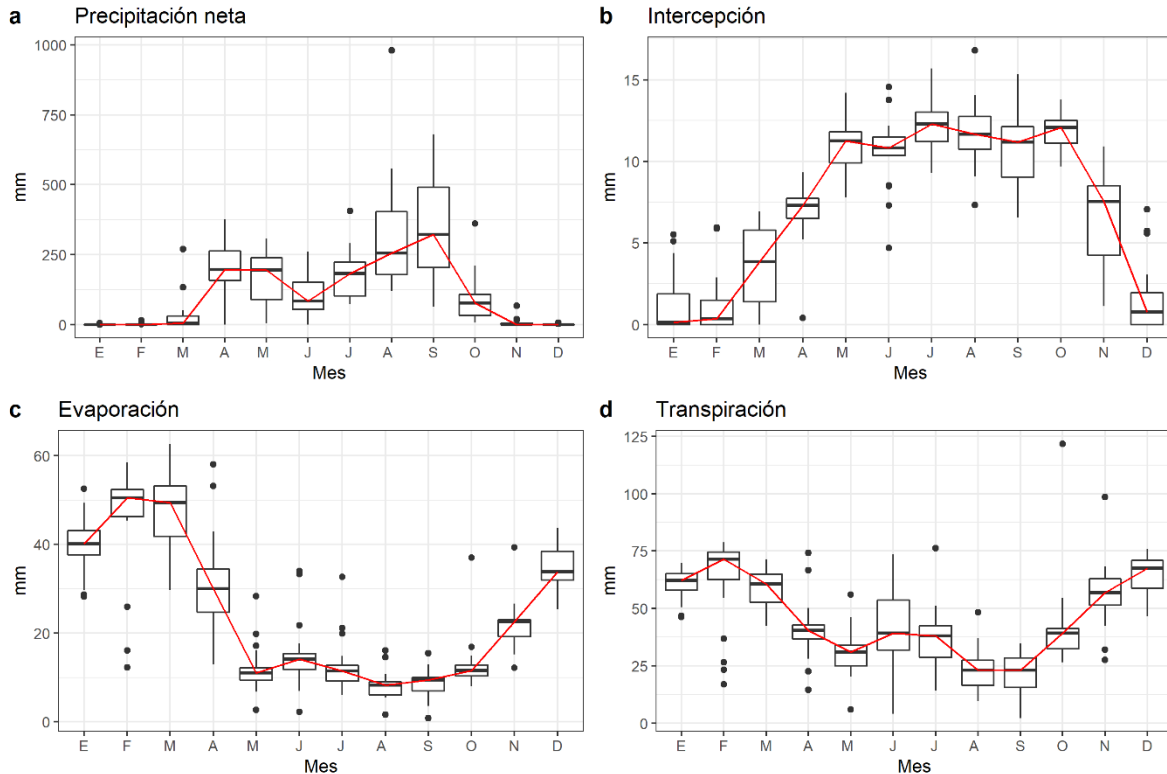 a Precipitación neta
1000
750
500
250
0
mm
E F M A M J J A S O N D
Mes
b Intercepción
15
10
5
0
mm
E F M A M J J A S O N D
Mes
c Evaporación
60
40
20
0
mm
E F M A M J J A S O N D
Mes
d Transpiración
125
100
75
50
25
0
mm
E F M A M J J A S O N D
Mes